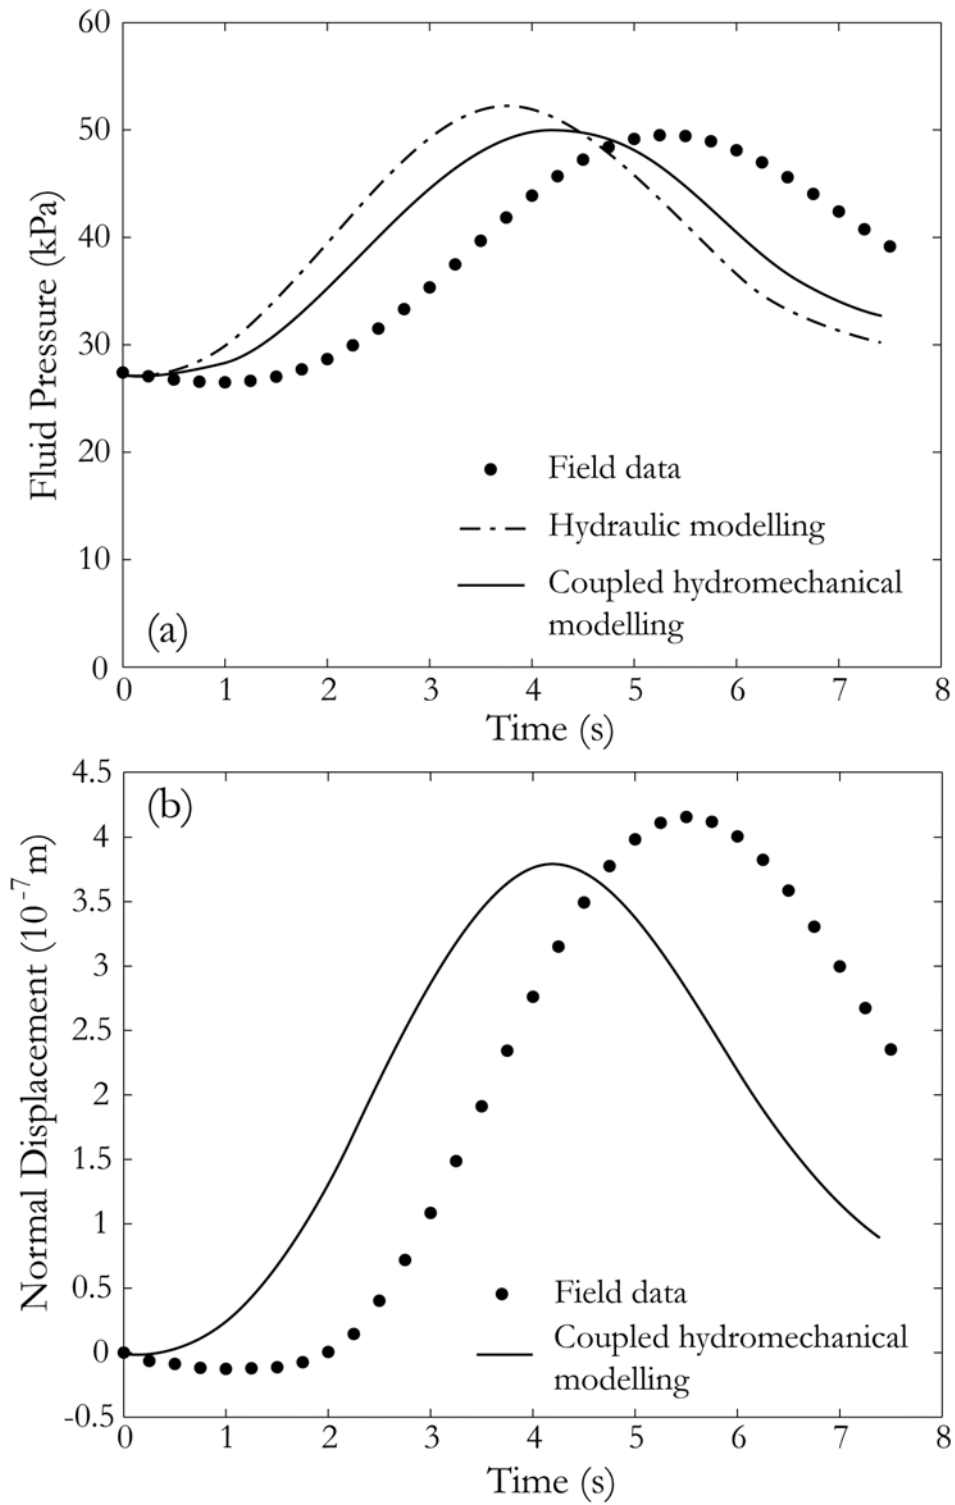 60
50
40
30
20
10
0
Fluid Pressure (kPa)
Field data
Hydraulic modelling
Coupled hydromechanical
modelling
(a)
0 1 2 3 4 5 6 7 8
Time (s)
4.5
4
3.5
3
2.5
2
1.5
1
0.5
0
-0.5
Normal Displacement (10⁻⁷m)
(b)
Field data
Coupled hydromechanical
modelling
0 1 2 3 4 5 6 7 8
Time (s)